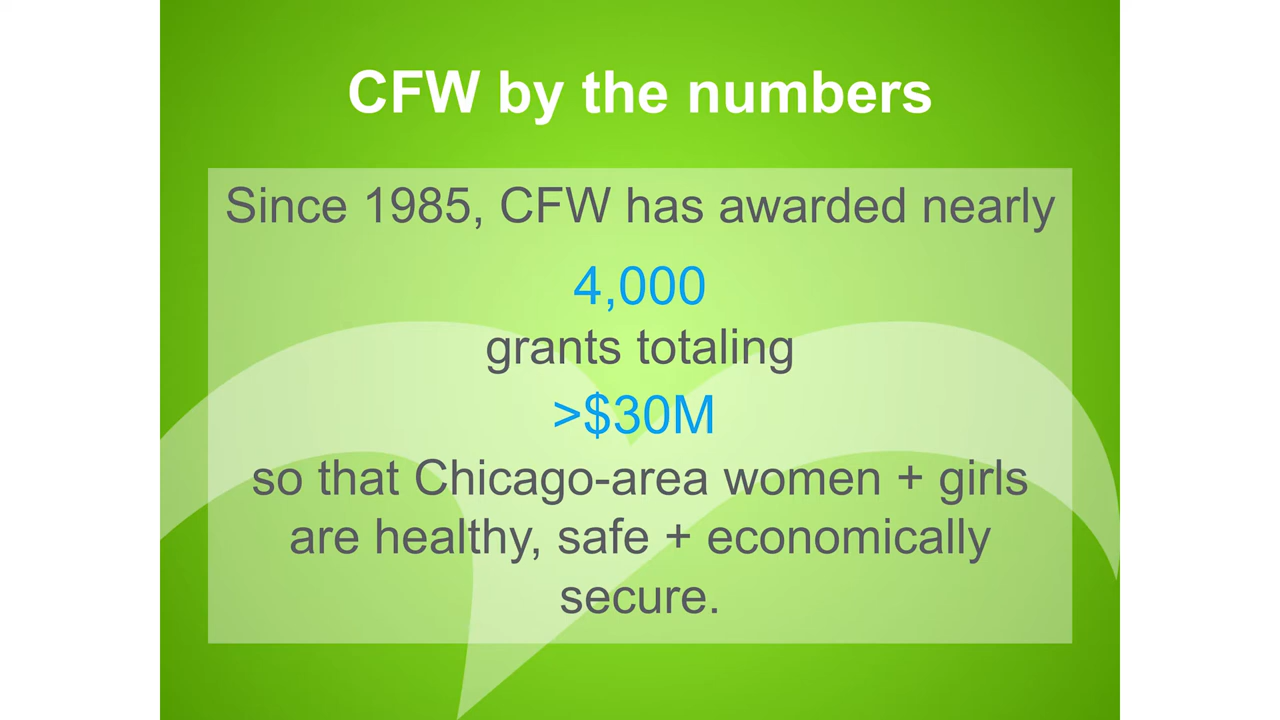 CFW by the numbers
Since 1985, CFW has awarded nearly
4,000
grants totaling
>$30M
so that Chicago-area women + girls
are healthy, safe + economically
secure.